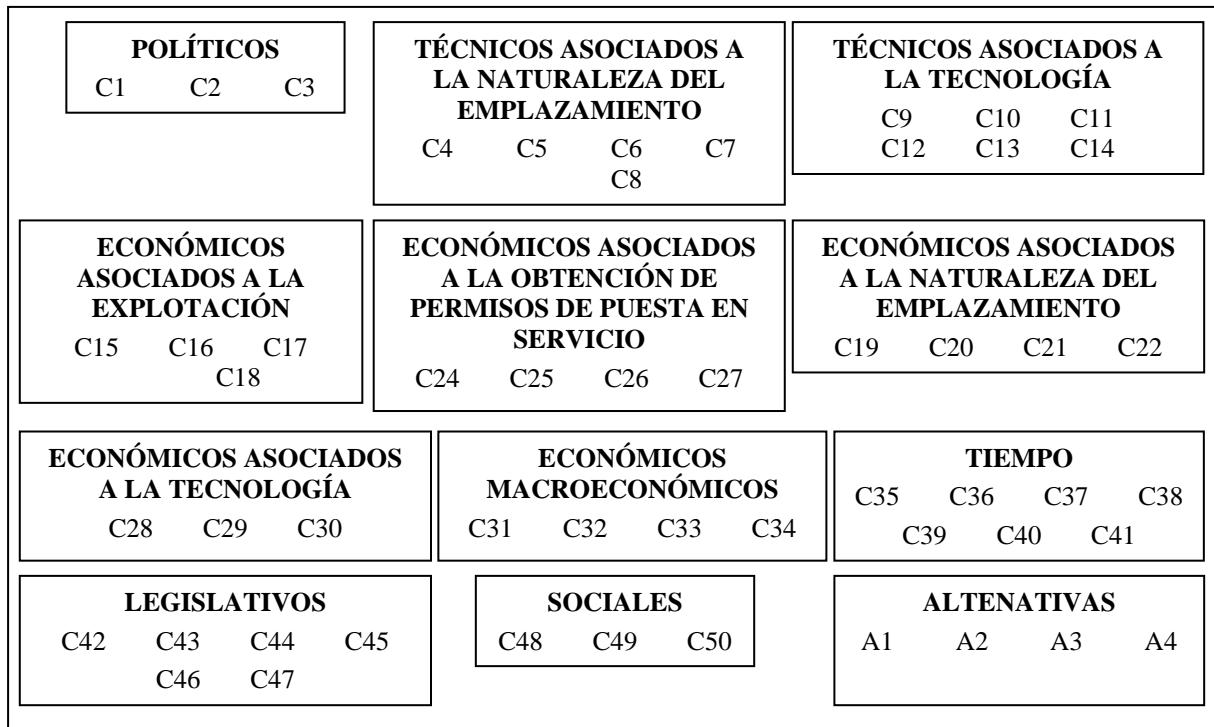 POLÍTICOS
C1 C2 C3
TÉCNICOS ASOCIADOS A
LA NATURALEZA DEL
EMPLAZAMIENTO
C4 C5 C6 C7
C8
TÉCNICOS ASOCIADOS A
LA TECNOLOGÍA
C9 C10 C11
C12 C13 C14
ECONÓMICOS
ASOCIADOS A LA
EXPLOTACIÓN
C15 C16 C17
C18
ECONÓMICOS ASOCIADOS
A LA OBTENCIÓN DE
PERMISOS DE PUESTA EN
SERVICIO
C24 C25 C26 C27
ECONÓMICOS ASOCIADOS
A LA NATURALEZA DEL
EMPLAZAMIENTO
C19 C20 C21 C22
ECONÓMICOS ASOCIADOS
A LA TECNOLOGÍA
C28 C29 C30
ECONÓMICOS
MACROECONÓMICOS
C31 C32 C33 C34
TIEMPO
C35 C36 C37 C38
C39 C40 C41
LEGISLATIVOS
C42 C43 C44 C45
C46 C47
SOCIALES
C48 C49 C50
ALTENATIVAS
A1 A2 A3 A4